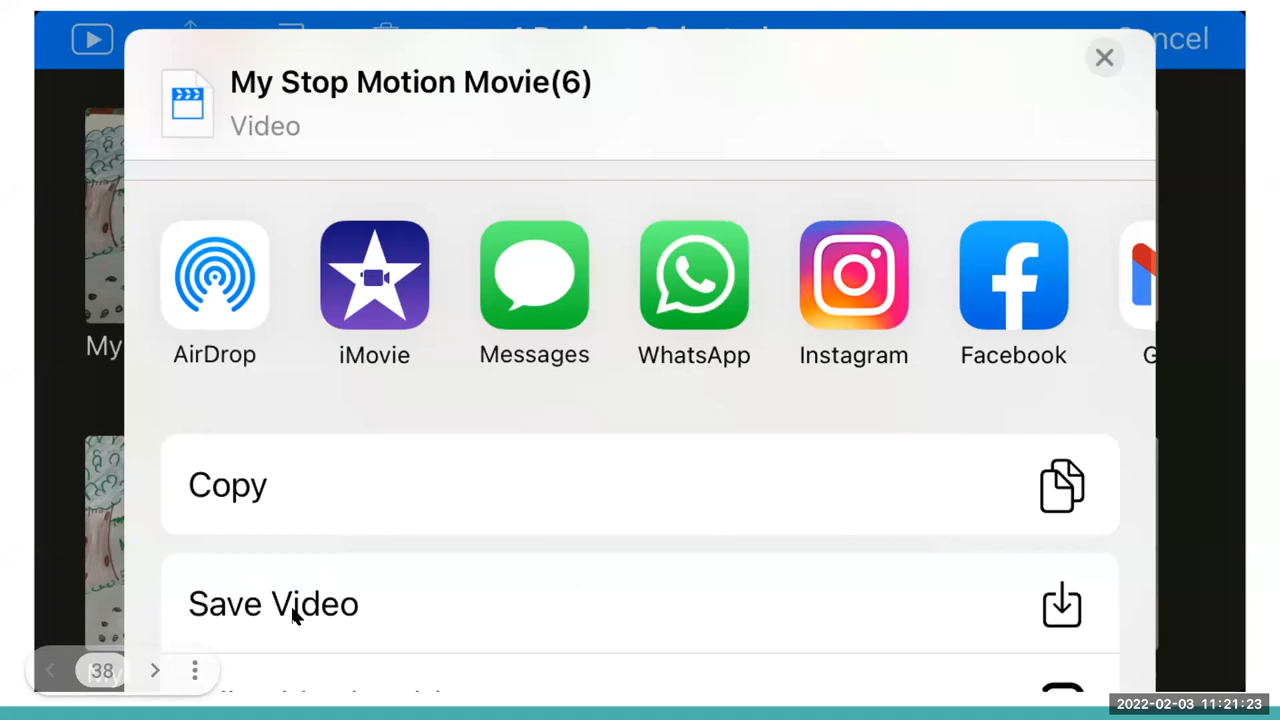 My Stop Motion Movie(6)
Video
AirDrop
iMovie
Messages
WhatsApp
Instagram
Facebook
G
My
Copy
Save Video
38
2022-02-03 11:21:23